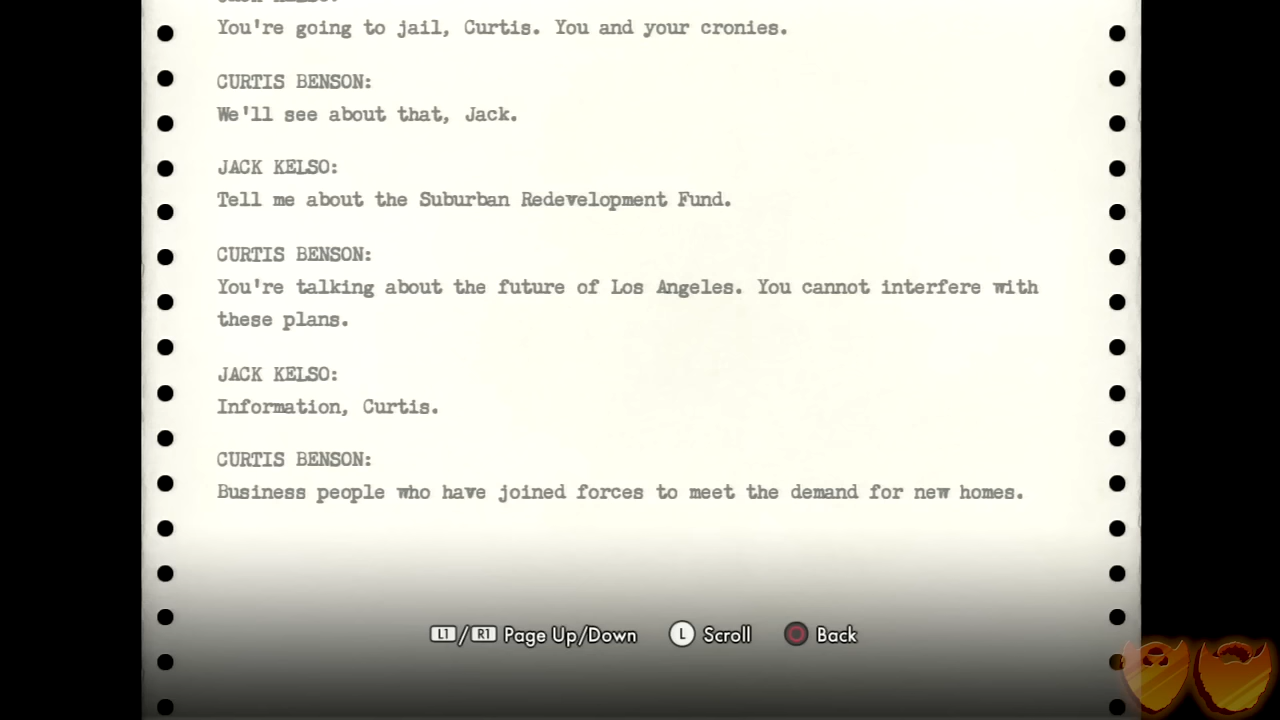 JACK KELSO:
You're going to jail, Curtis. You and your cronies.
CURTIS BENSON:
We'll see about that, Jack.
JACK KELSO:
Tell me about the Suburban Redevelopment Fund.
CURTIS BENSON:
You're talking about the future of Los Angeles. You cannot interfere with
these plans.
JACK KELSO:
Information, Curtis.
CURTIS BENSON:
Business people who have joined forces to meet the demand for new homes.
L1/R1 Page Up/Down L Scroll Back